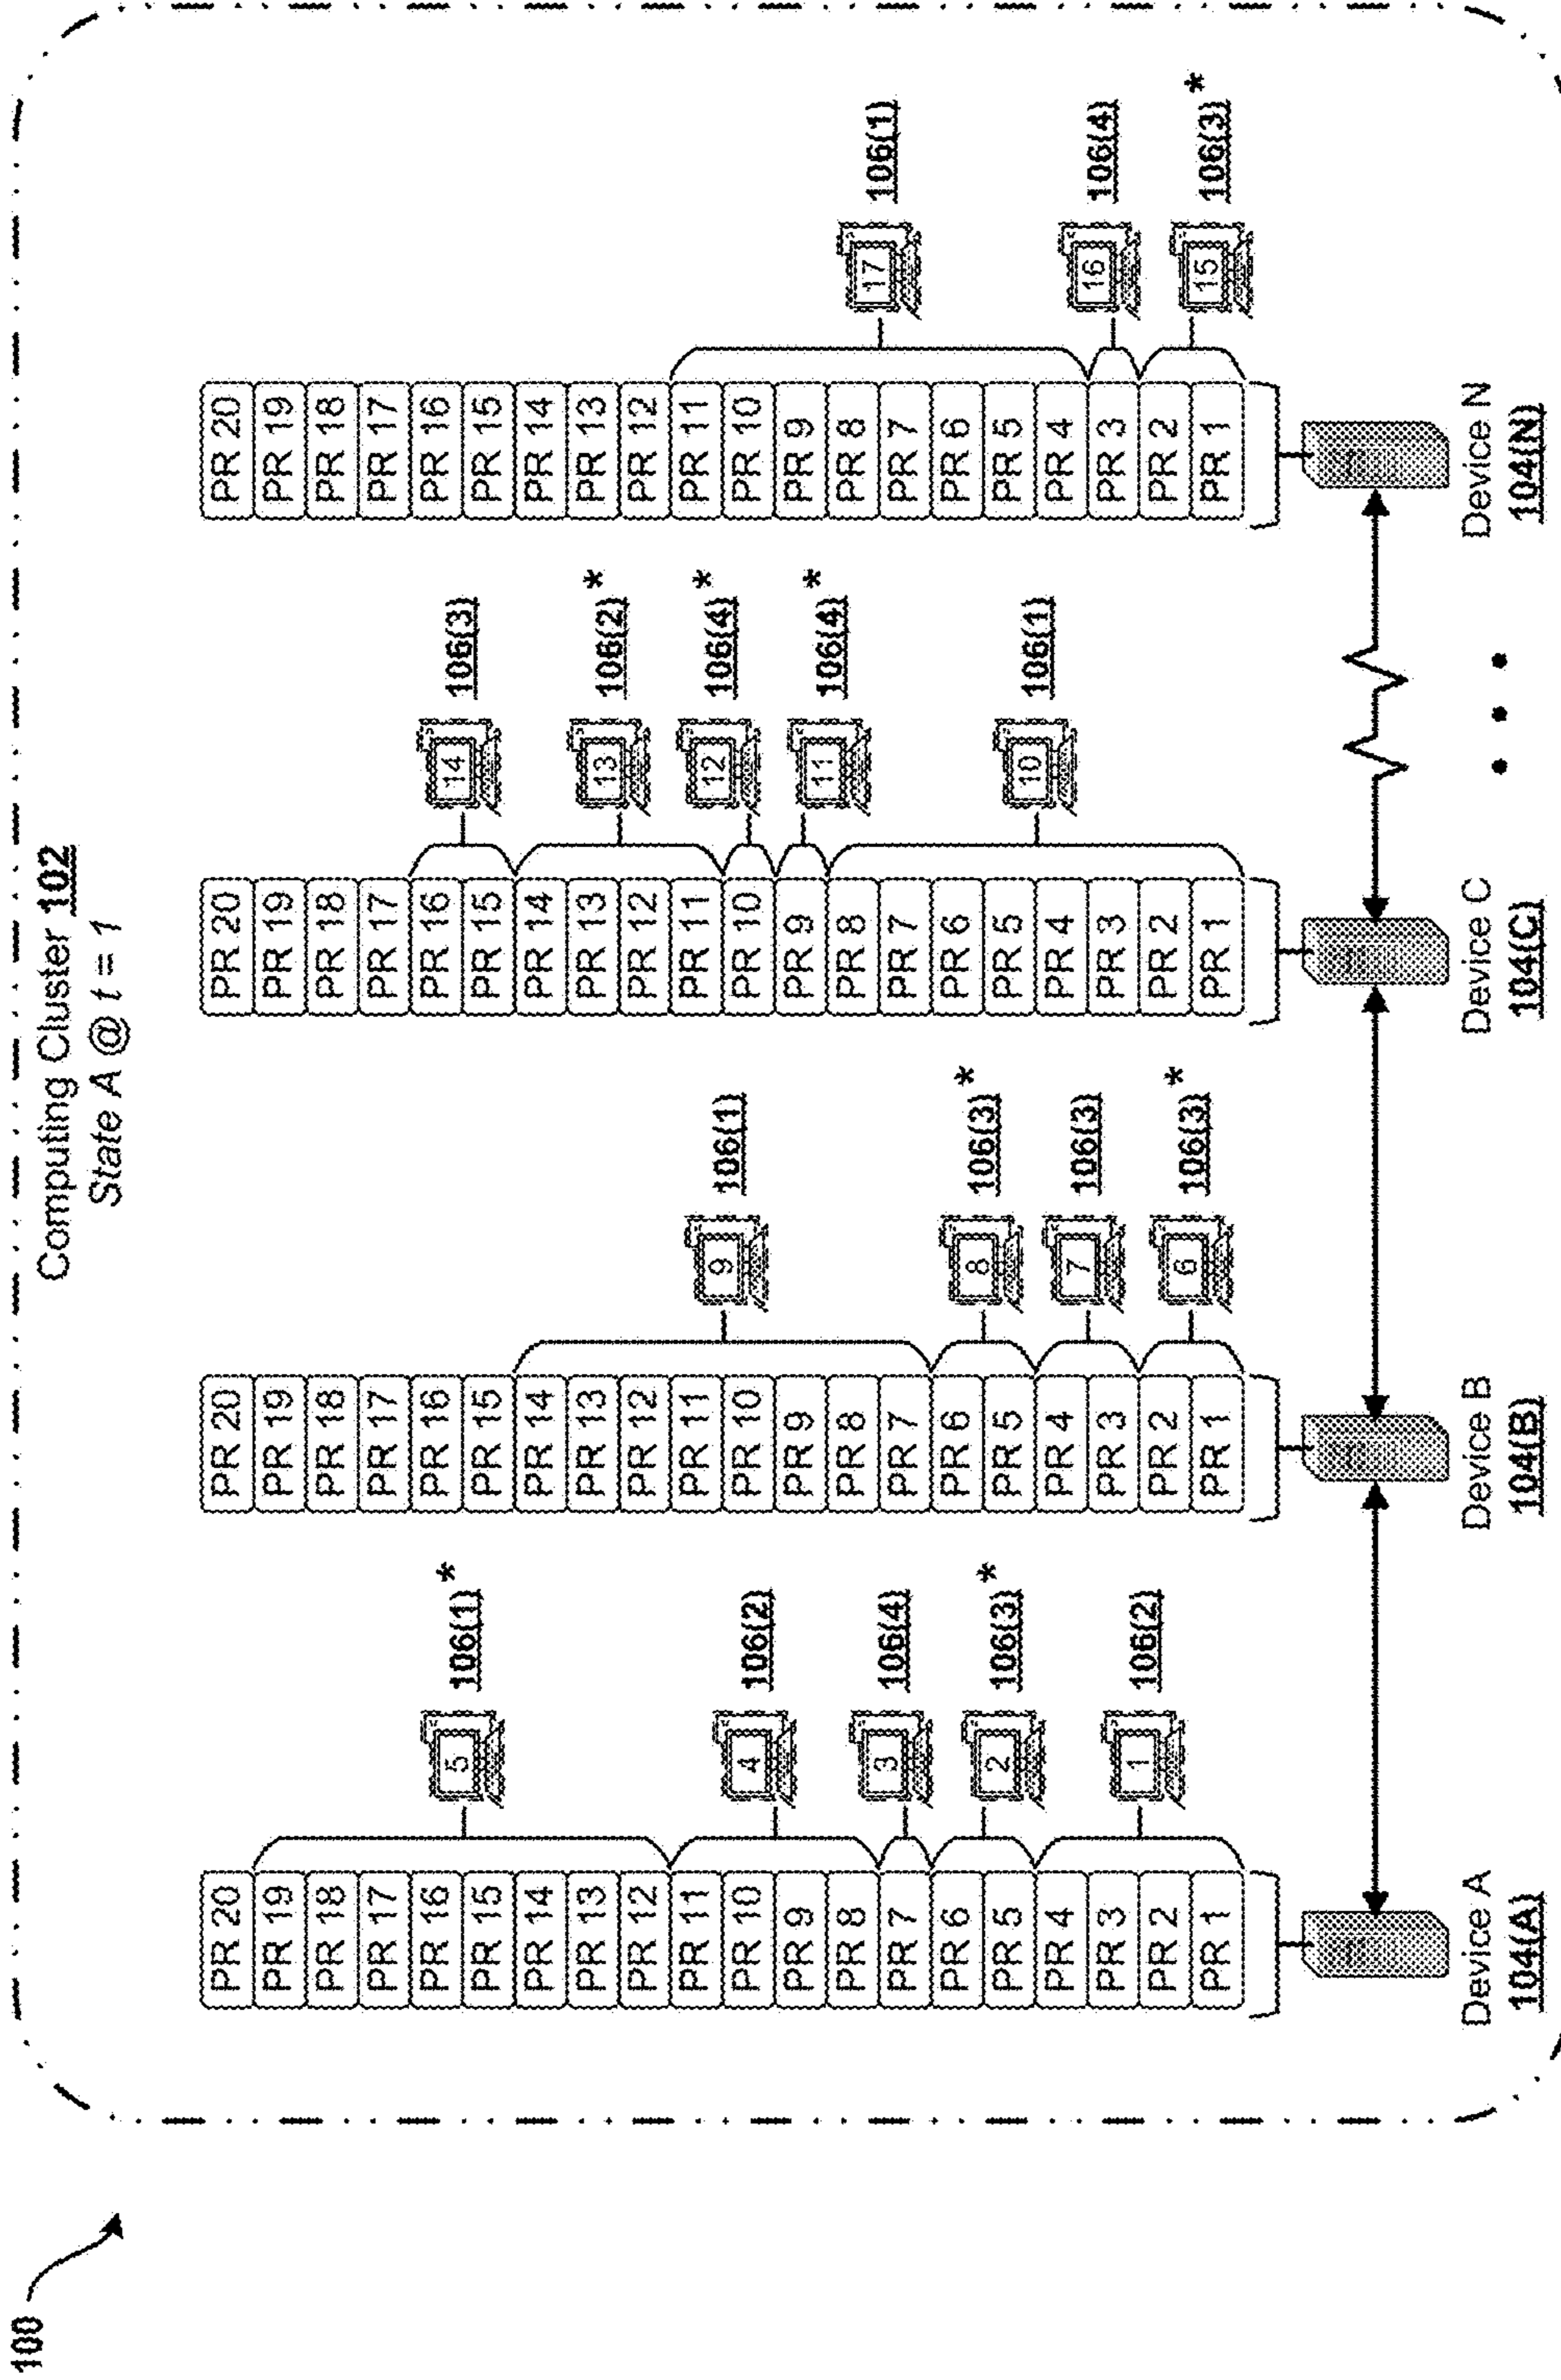 100
Computing Cluster 102
State A @ t = 1
PR 20
PR 19
PR 18
PR 17
PR 16
PR 15
PR 14
PR 13
PR 12
PR 11
PR 10
PR 9
PR 8
PR 7
PR 6
PR 5
PR 4
PR 3
PR 2
PR 1
5
106(1)*
4
106(2)
3
106(4)
2
106(3)*
1
106(2)
Device A
104(A)
PR 20
PR 19
PR 18
PR 17
PR 16
PR 15
PR 14
PR 13
PR 12
PR 11
PR 10
PR 9
PR 8
PR 7
PR 6
PR 5
PR 4
PR 3
PR 2
PR 1
9
106(1)
8
106(3)*
7
106(3)
6
106(3)*
Device B
104(B)
PR 20
PR 19
PR 18
PR 17
PR 16
PR 15
PR 14
PR 13
PR 12
PR 11
PR 10
PR 9
PR 8
PR 7
PR 6
PR 5
PR 4
PR 3
PR 2
PR 1
14
106(3)
13
106(2)*
12
106(4)*
11
106(4)*
10
106(1)
Device C
104(C)
PR 20
PR 19
PR 18
PR 17
PR 16
PR 15
PR 14
PR 13
PR 12
PR 11
PR 10
PR 9
PR 8
PR 7
PR 6
PR 5
PR 4
PR 3
PR 2
PR 1
17
106(1)
16
106(4)
15
106(3)*
Device N
104(N)